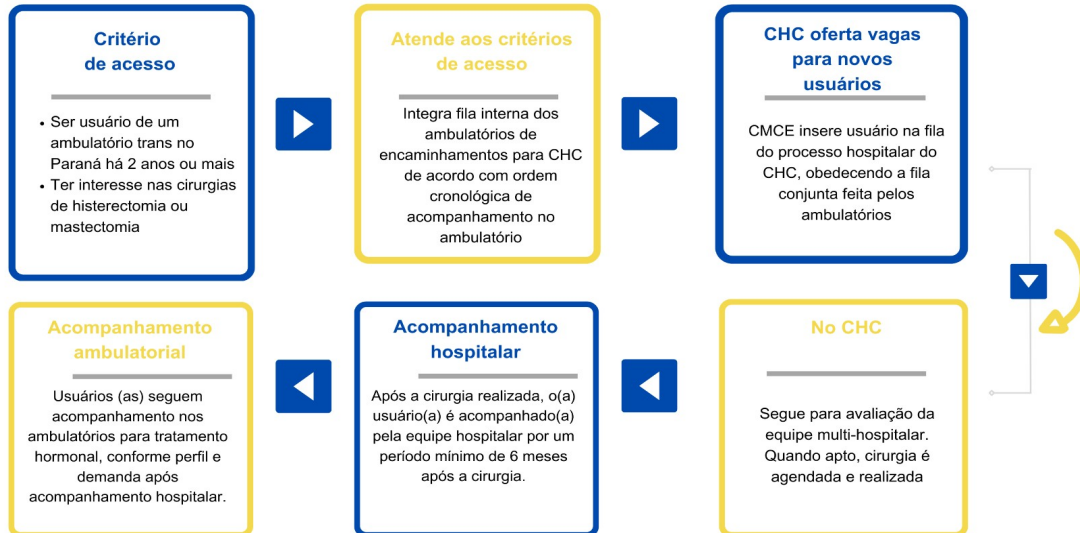 Critério
de acesso
• Ser usuário de um
ambulatório trans no
Paraná há 2 anos ou mais
• Ter interesse nas cirurgias
de histerectomia ou
mastectomia
Atende aos critérios
de acesso
Integra fila interna dos
ambulatórios de
encaminhamentos para CHC
de acordo com ordem
cronológica de
acompanhamento no
ambulatório
CHC oferta vagas
para novos
usuários
CMCE insere usuário na fila
do processo hospitalar do
CHC, obedecendo a fila
conjunta feita pelos
ambulatórios
No CHC
Segue para avaliação da
equipe multi-hospitalar.
Quando apto, cirurgia é
agendada e realizada
Acompanhamento
hospitalar
Após a cirurgia realizada, o(a)
usuário(a) é acompanhado(a)
pela equipe hospitalar por um
período mínimo de 6 meses
após a cirurgia.
Acompanhamento
ambulatorial
Usuários (as) seguem
acompanhamento nos
ambulatórios para tratamento
hormonal, conforme perfil e
demanda após
acompanhamento hospitalar.